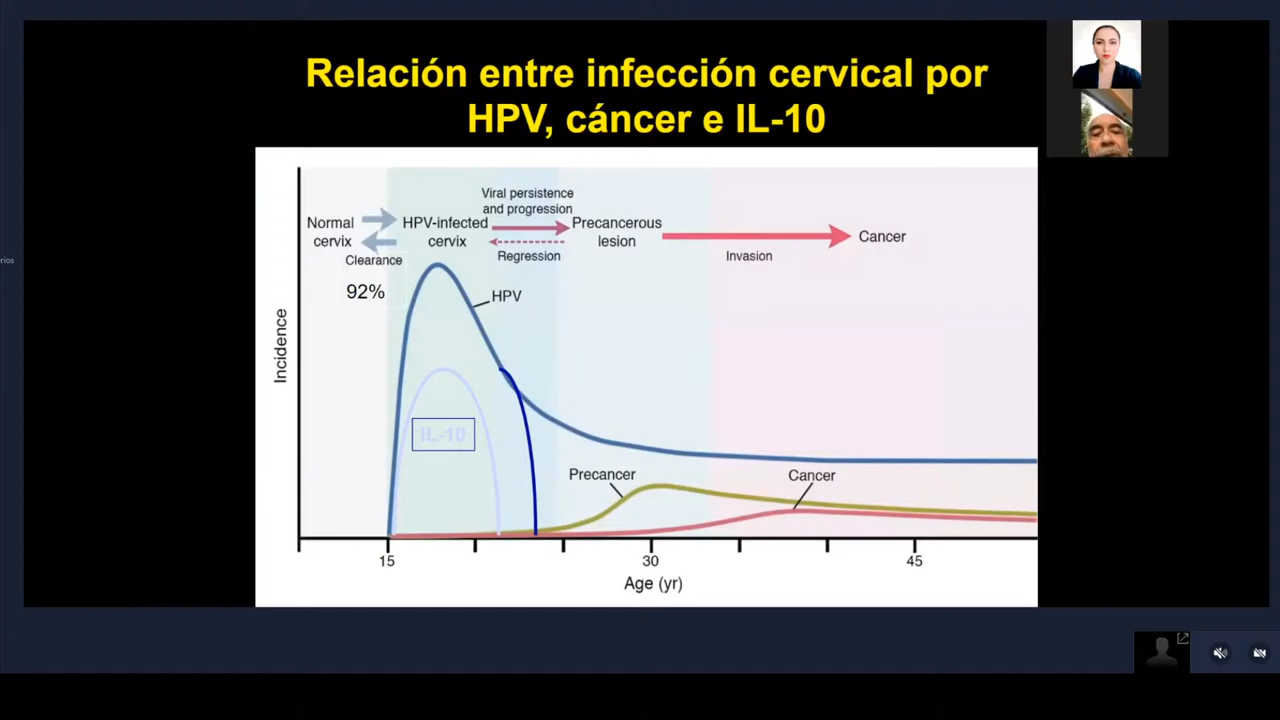 Relación entre infección cervical por
HPV, cáncer e IL-10
rios
Viral persistence
and progression
Normal
cervix
HPV-infected
cervix
Precancerous
lesion
Cancer
Clearance
Regression
Invasion
92%
HPV
Incidence
IL-10
Precancer
Cancer
15
30
45
Age (yr)